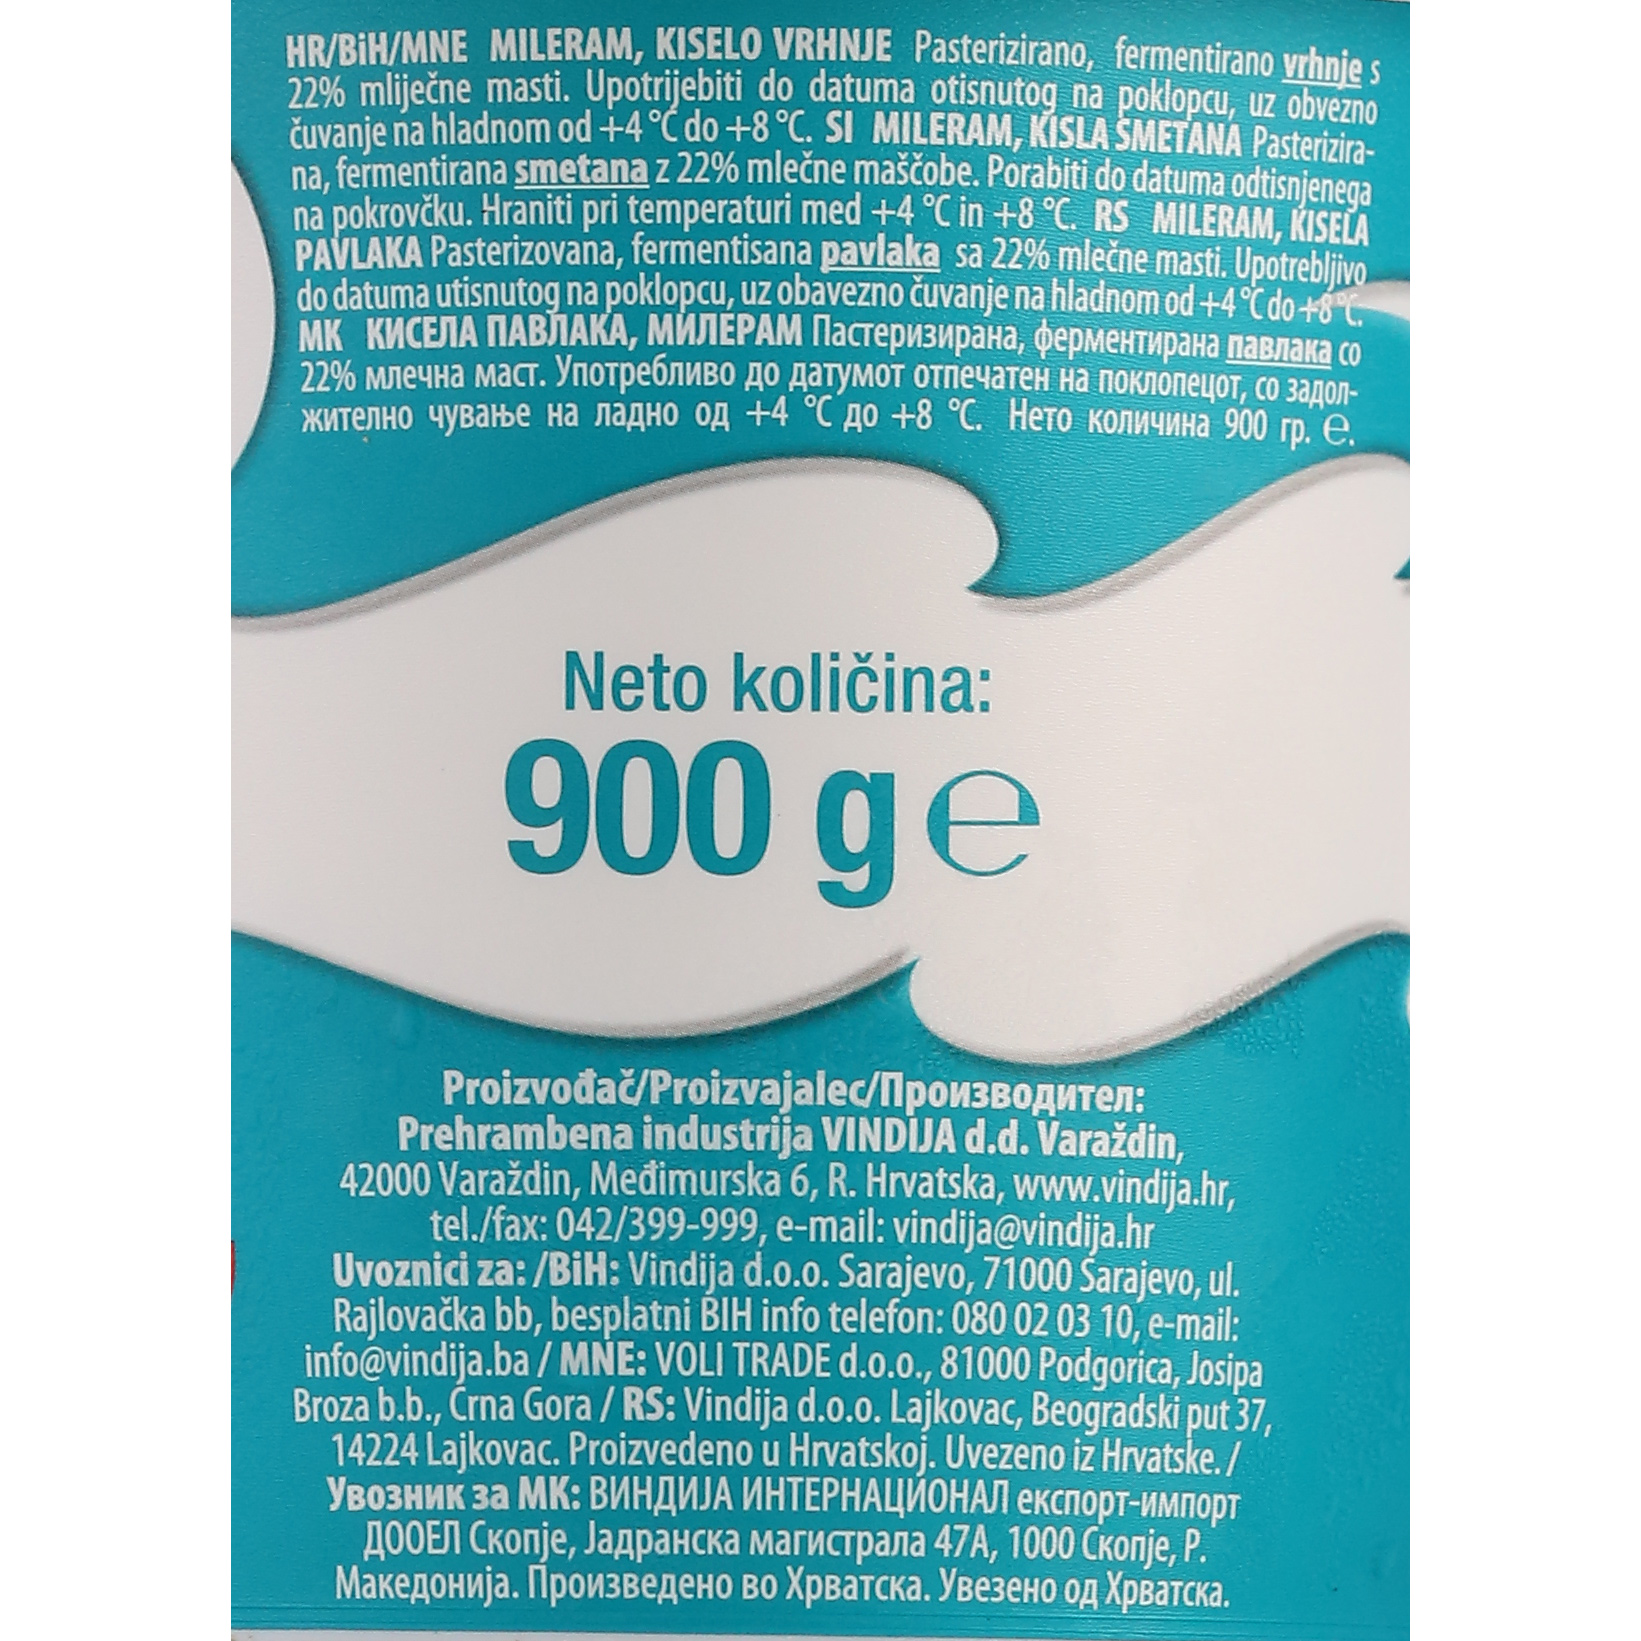 HR/BiH/MNE MILERAM, KISELO VRHNJE Pasterizirano, fermentirano vrhnje s
22% mliječne masti. Upotrijebiti do datuma otisnutog na poklopcu, uz obvezno
čuvanje na hladnom od +4 °C do +8 °C. SI MILERAM, KISLA SMETANA Pasterizira-
na, fermentirana smetana z 22% mlečne maščobe. Porabiti do datuma odtisnjenega
na pokrovčku. Hraniti pri temperaturi med +4 °C in +8 °C. RS MILERAM, KISELA
PAVLAKA Pasterizovana, fermentisana pavlaka sa 22% mlečne masti. Upotrebljivo
do datuma utisnutog na poklopcu, uz obavezno čuvanje na hladnom od +4 °C do +8 °C.
МК КИСЕЛА ПАВЛАКА, МИЛЕРАМ Пастеризирана, ферментирана павлака со
22% млечна маст. Употребливо до датумот отпечатен на поклопецот, со задол-
жително чување на ладно од +4 °C до +8 °C. Нето количина 900 гр. ℮.
Neto količina:
900 g ℮
Proizvođač/Proizvajalec/Производител:
Prehrambena industrija VINDIJA d.d. Varaždin,
42000 Varaždin, Međimurska 6, R. Hrvatska, www.vindija.hr,
tel./fax: 042/399-999, e-mail: vindija@vindija.hr
Uvoznici za: /BiH: Vindija d.o.o. Sarajevo, 71000 Sarajevo, ul.
Rajlovačka bb, besplatni BIH info telefon: 080 02 03 10, e-mail:
info@vindija.ba / MNE: VOLI TRADE d.o.o., 81000 Podgorica, Josipa
Broza b.b., Crna Gora / RS: Vindija d.o.o. Lajkovac, Beogradski put 37,
14224 Lajkovac. Proizvedeno u Hrvatskoj. Uvezeno iz Hrvatske. /
Увозник за МК: ВИНДИЈА ИНТЕРНАЦИОНАЛ експорт-импорт
ДООЕЛ Скопје, Јадранска магистрала 47А, 1000 Скопје, Р.
Македонија. Произведено во Хрватска. Увезено од Хрватска.